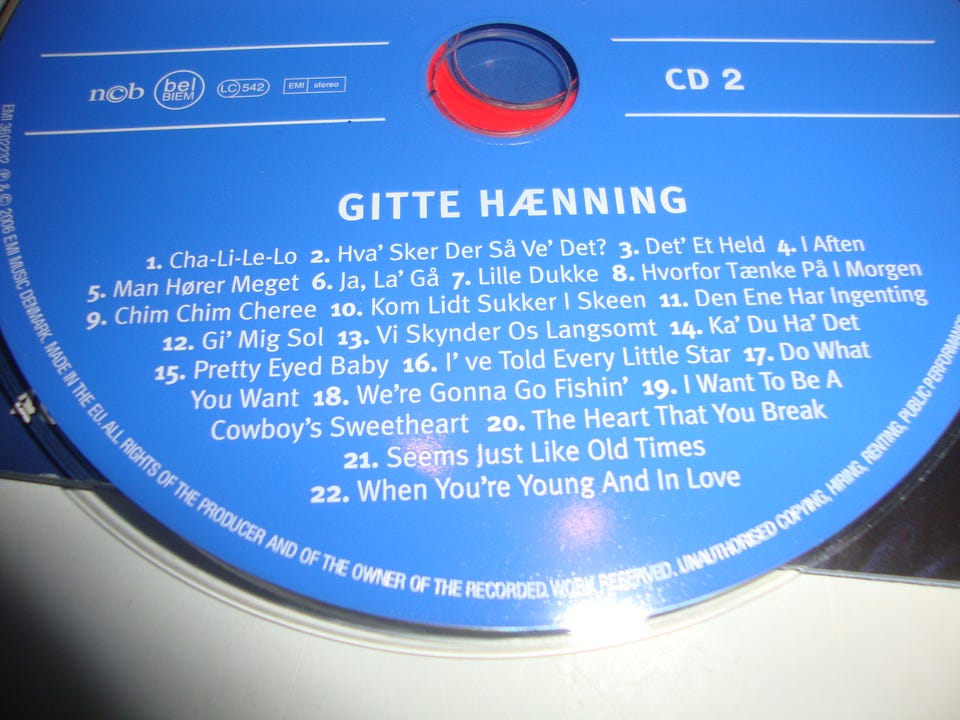 ncb bel BIEM LC 542 EMI stereo
CD 2
GITTE HÆNNING
1. Cha-Li-Le-Lo 2. Hva' Sker Der Så Ve' Det? 3. Det' Et Held 4. I Aften
5. Man Hører Meget 6. Ja, La' Gå 7. Lille Dukke 8. Hvorfor Tænke På I Morgen
9. Chim Chim Cheree 10. Kom Lidt Sukker I Skeen 11. Den Ene Har Ingenting
12. Gi' Mig Sol 13. Vi Skynder Os Langsomt 14. Ka' Du Ha' Det
15. Pretty Eyed Baby 16. I' ve Told Every Little Star 17. Do What
You Want 18. We're Gonna Go Fishin' 19. I Want To Be A
Cowboy's Sweetheart 20. The Heart That You Break
21. Seems Just Like Old Times
22. When You're Young And In Love
EMI 3602232 ℗ & © 2006 EMI MUSIC DENMARK. MADE IN THE EU. ALL RIGHTS OF THE PRODUCER AND OF THE OWNER OF THE RECORDED WORK RESERVED. UNAUTHORISED COPYING, HIRING, RENTING, PUBLIC